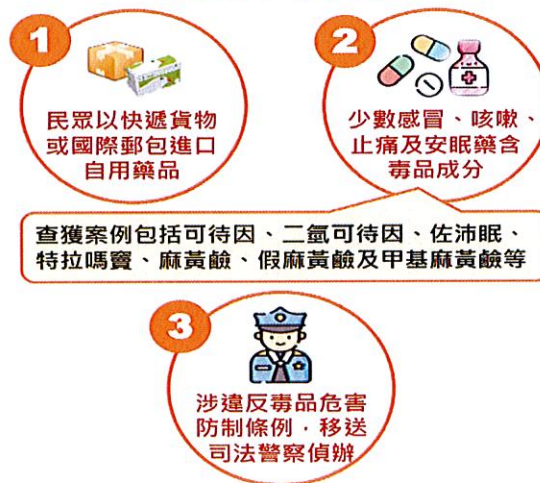 1
民眾以快遞貨物
或國際郵包進口
自用藥品
2
少數感冒、咳嗽、
止痛及安眠藥含
毒品成分
查獲案例包括可待因、二氫可待因、佐沛眠、
特拉嗎竇、麻黃鹼、假麻黃鹼及甲基麻黃鹼等
3
涉違反毒品危害
防制條例，移送
司法警察偵辦